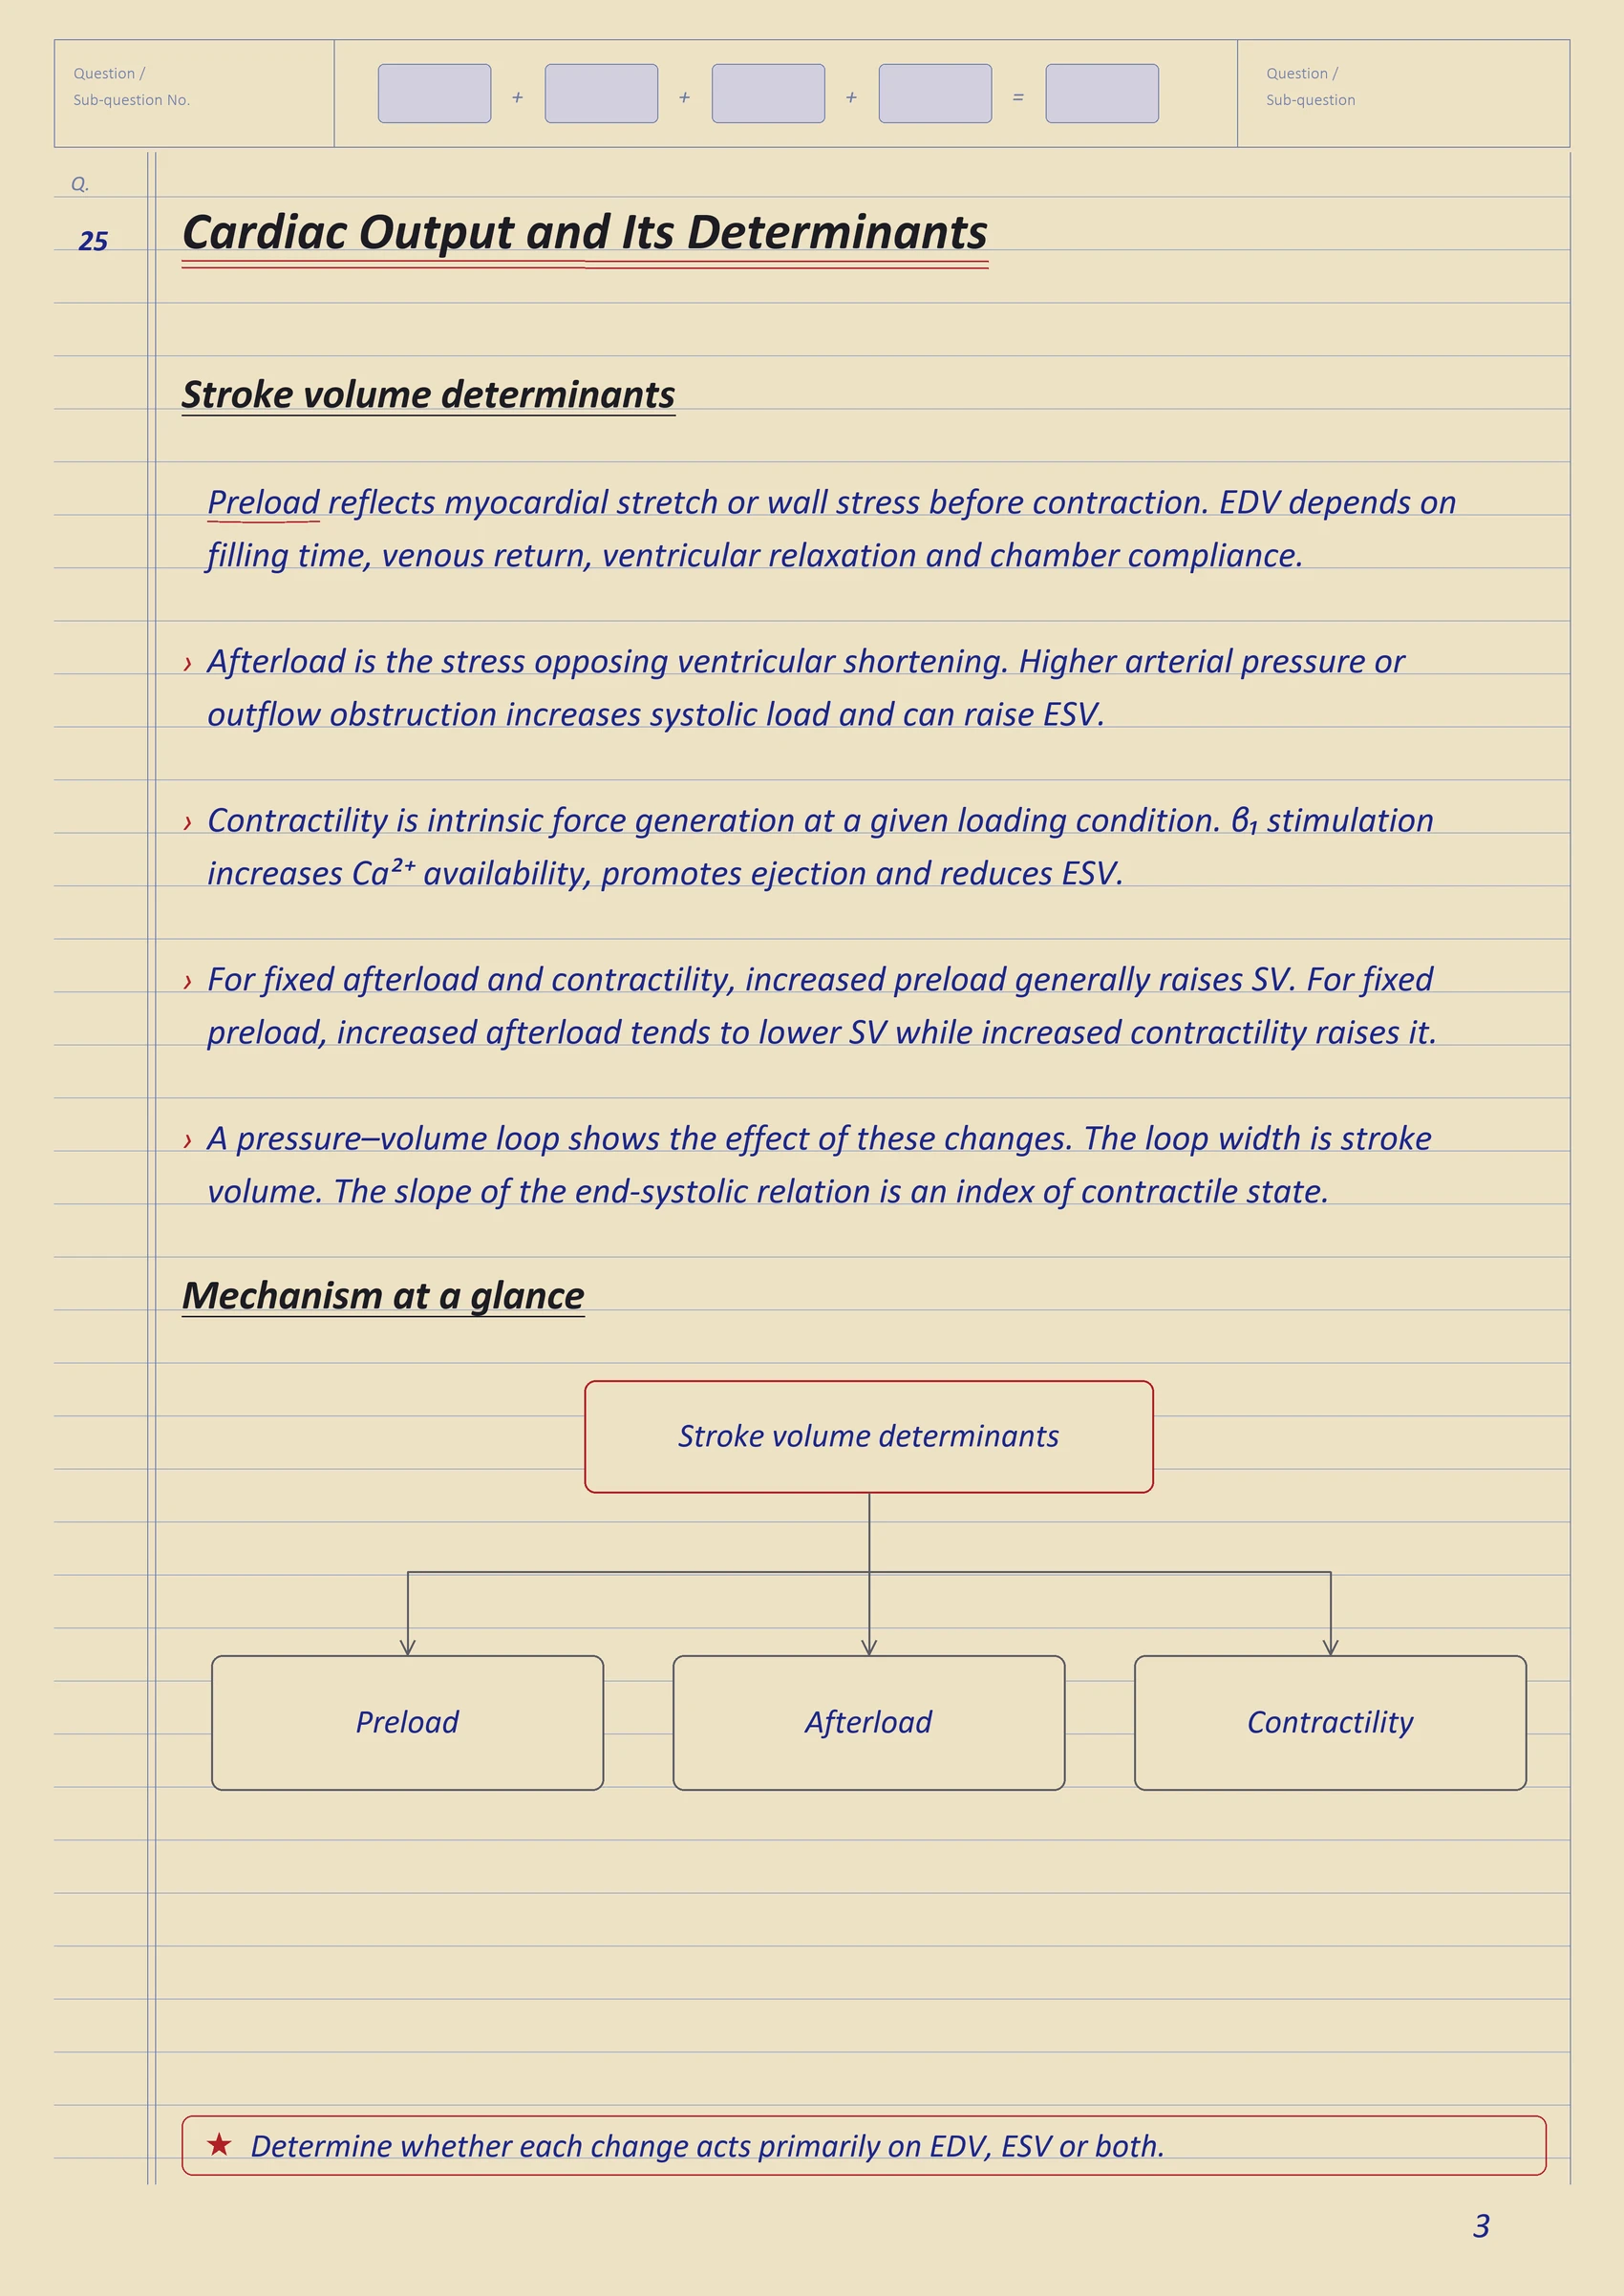 Question /
Sub-question No.
+ + + =
Question /
Sub-question
Q.
25
Cardiac Output and Its Determinants
Stroke volume determinants
Preload reflects myocardial stretch or wall stress before contraction. EDV depends on
filling time, venous return, ventricular relaxation and chamber compliance.
› Afterload is the stress opposing ventricular shortening. Higher arterial pressure or
outflow obstruction increases systolic load and can raise ESV.
› Contractility is intrinsic force generation at a given loading condition. β₁ stimulation
increases Ca²⁺ availability, promotes ejection and reduces ESV.
› For fixed afterload and contractility, increased preload generally raises SV. For fixed
preload, increased afterload tends to lower SV while increased contractility raises it.
› A pressure–volume loop shows the effect of these changes. The loop width is stroke
volume. The slope of the end-systolic relation is an index of contractile state.
Mechanism at a glance
Stroke volume determinants
Preload
Afterload
Contractility
★ Determine whether each change acts primarily on EDV, ESV or both.
3